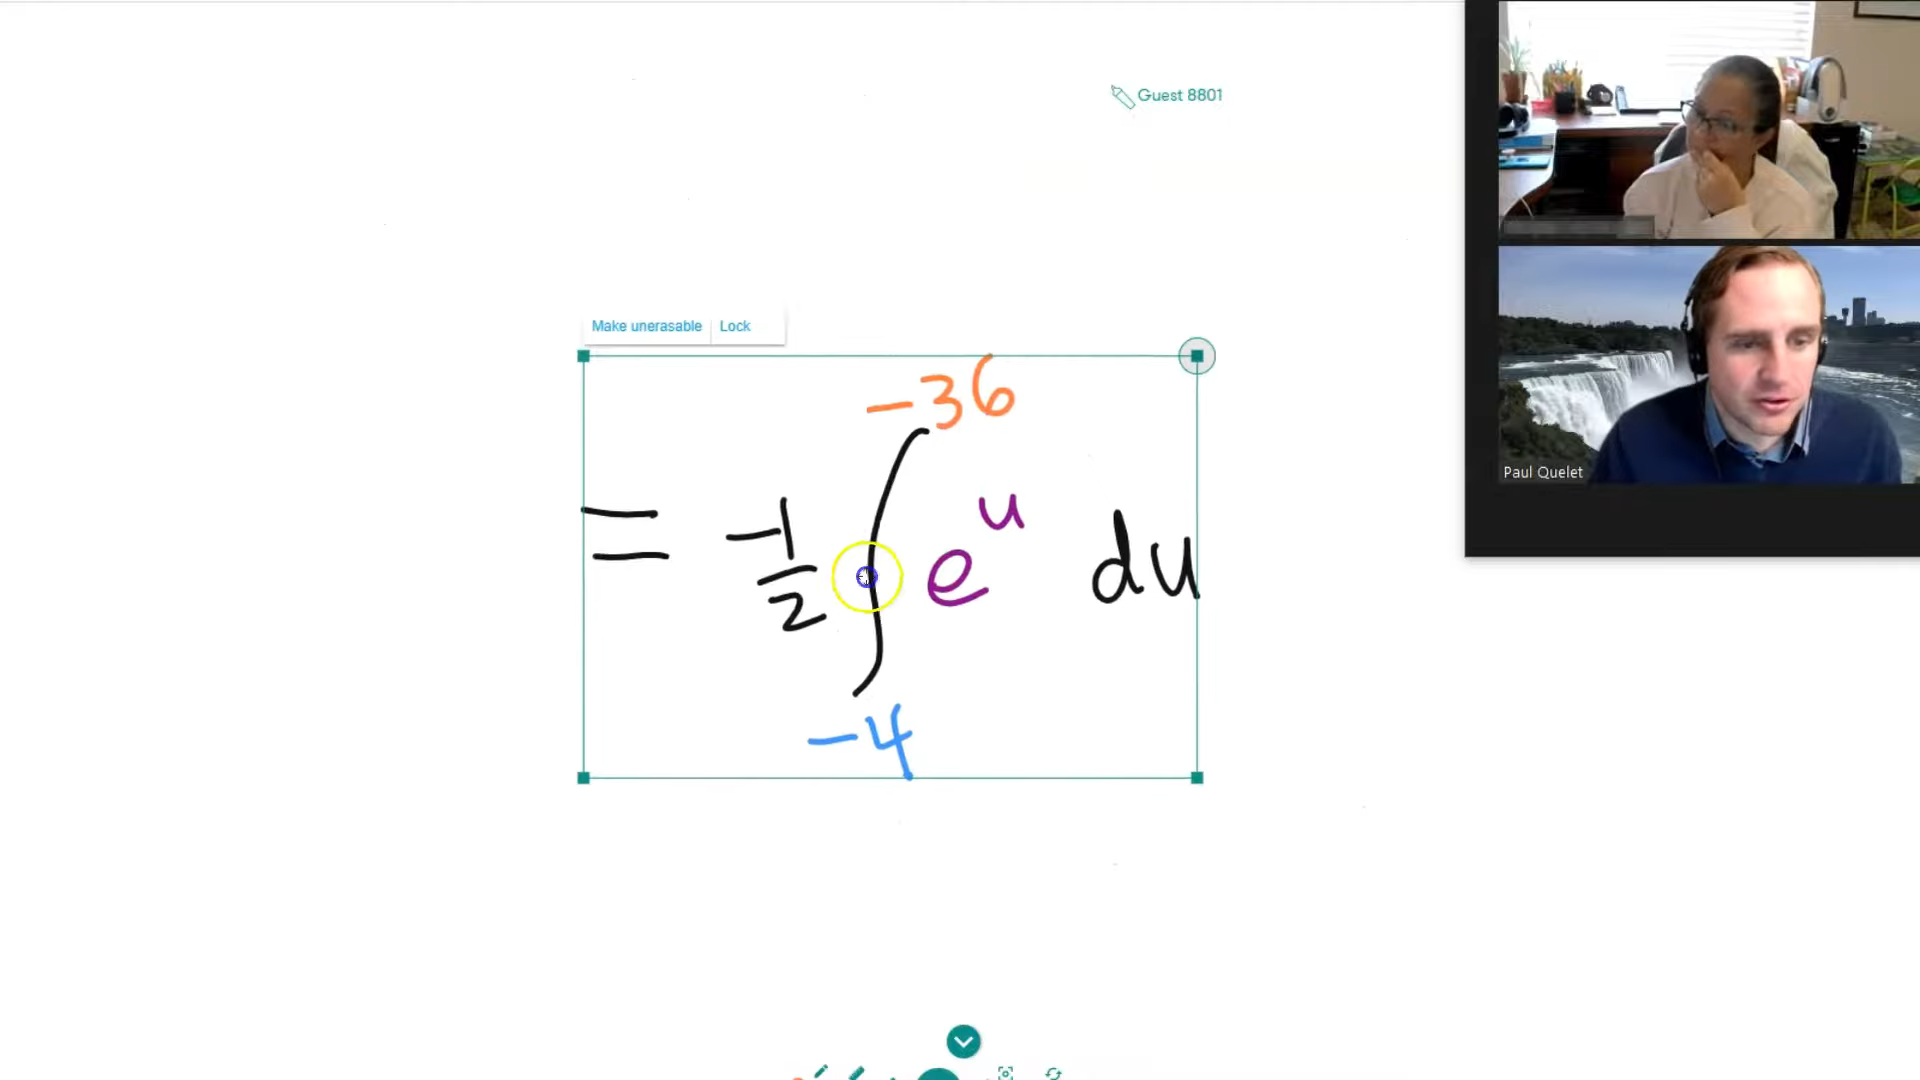 Guest 8801
Make unerasable Lock
-36
= -1/2 ∫ e^u du
-4
Paul Quelet